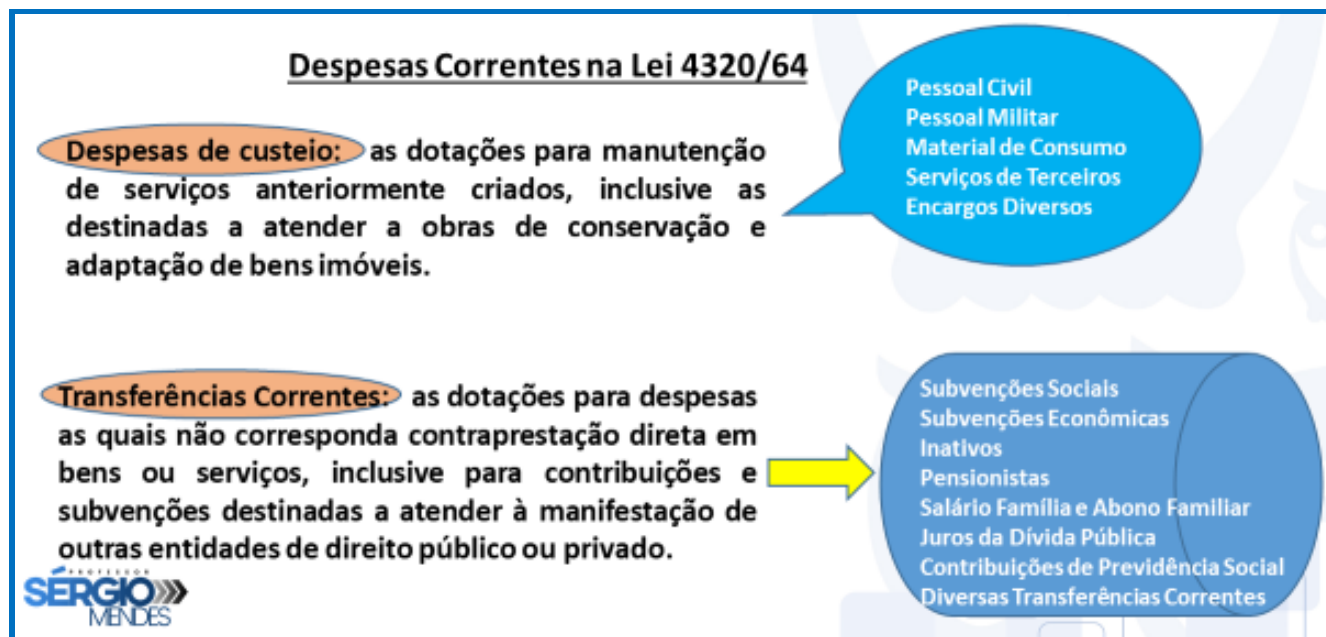 Despesas Correntes na Lei 4320/64
Despesas de custeio: as dotações para manutenção
de serviços anteriormente criados, inclusive as
destinadas a atender a obras de conservação e
adaptação de bens imóveis.
Pessoal Civil
Pessoal Militar
Material de Consumo
Serviços de Terceiros
Encargos Diversos
Transferências Correntes: as dotações para despesas
as quais não corresponda contraprestação direta em
bens ou serviços, inclusive para contribuições e
subvenções destinadas a atender à manifestação de
outras entidades de direito público ou privado.
Subvenções Sociais
Subvenções Econômicas
Inativos
Pensionistas
Salário Família e Abono Familiar
Juros da Dívida Pública
Contribuições de Previdência Social
Diversas Transferências Correntes
PROFESSOR
SÉRGIO
MENDES